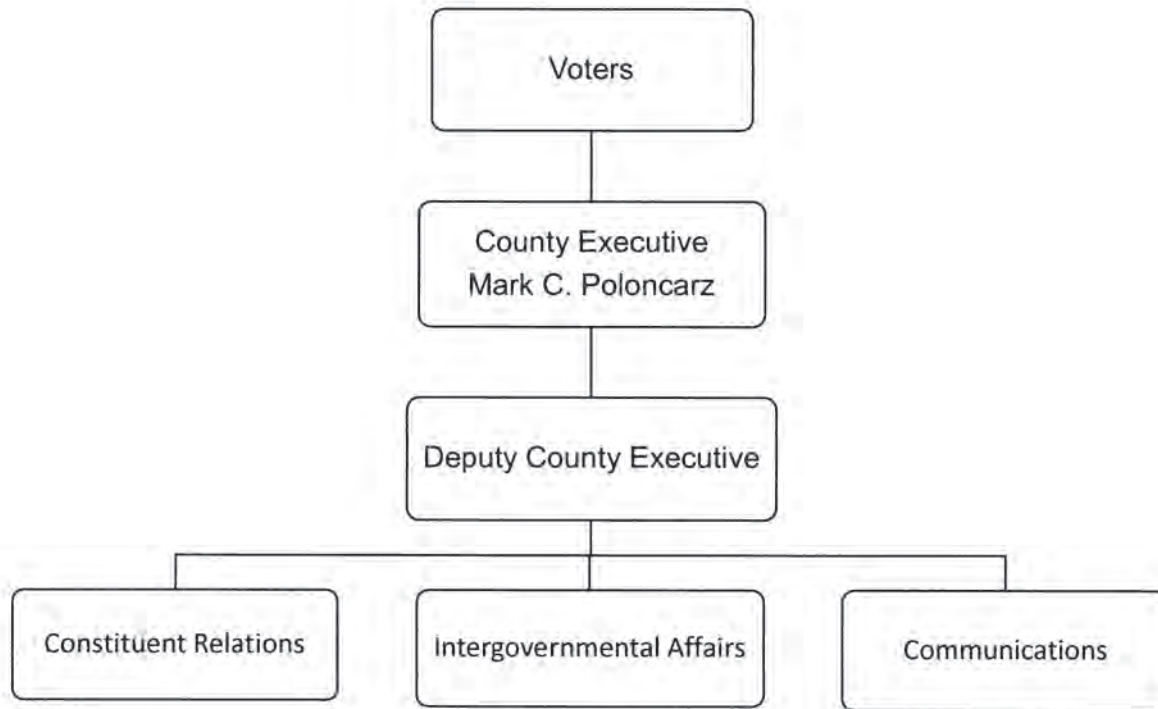 Voters
County Executive
Mark C. Poloncarz
Deputy County Executive
Constituent Relations
Intergovernmental Affairs
Communications